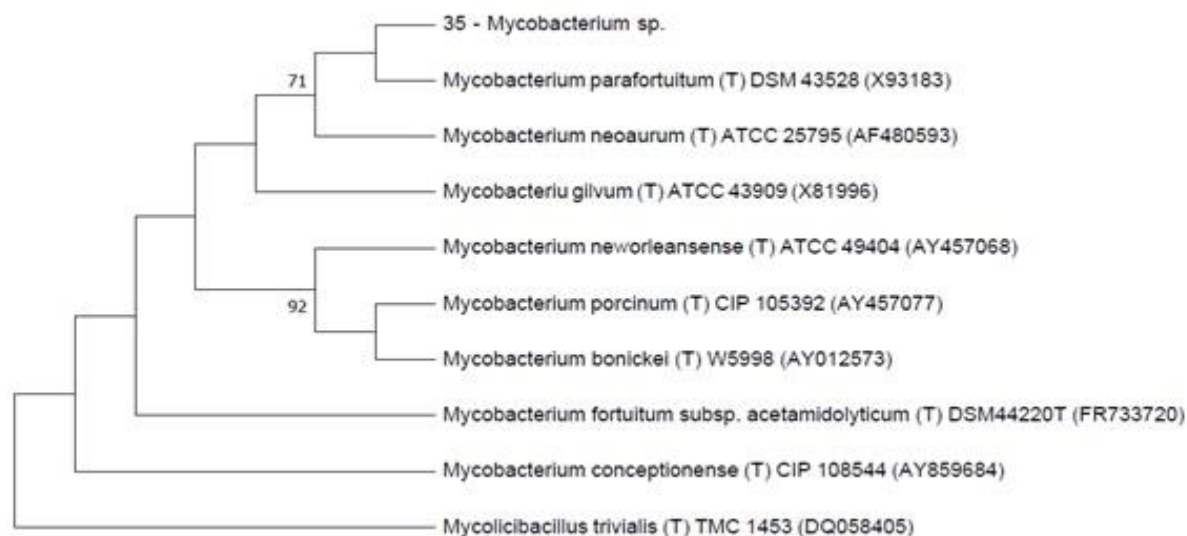 35 - Mycobacterium sp.
71
Mycobacterium parafortuitum (T) DSM 43528 (X93183)
Mycobacterium neoaurum (T) ATCC 25795 (AF480593)
Mycobacteriu gilvum (T) ATCC 43909 (X81996)
Mycobacterium neworleansense (T) ATCC 49404 (AY457068)
92
Mycobacterium porcinum (T) CIP 105392 (AY457077)
Mycobacterium bonickei (T) W5998 (AY012573)
Mycobacterium fortuitum subsp. acetamidolyticum (T) DSM44220T (FR733720)
Mycobacterium conceptionense (T) CIP 108544 (AY859684)
Mycolicibacillus trivialis (T) TMC 1453 (DQ058405)